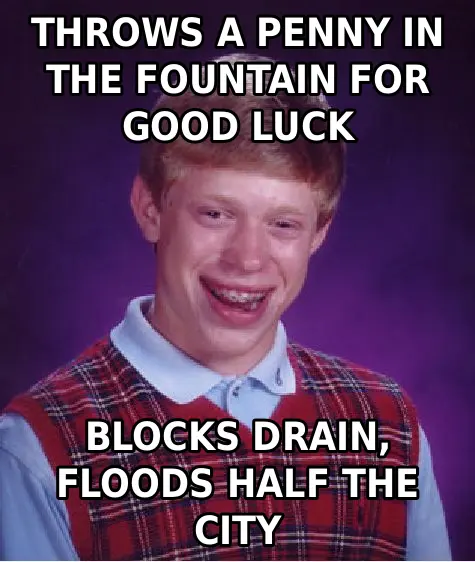 THROWS A PENNY IN
THE FOUNTAIN FOR
GOOD LUCK
BLOCKS DRAIN,
FLOODS HALF THE
CITY